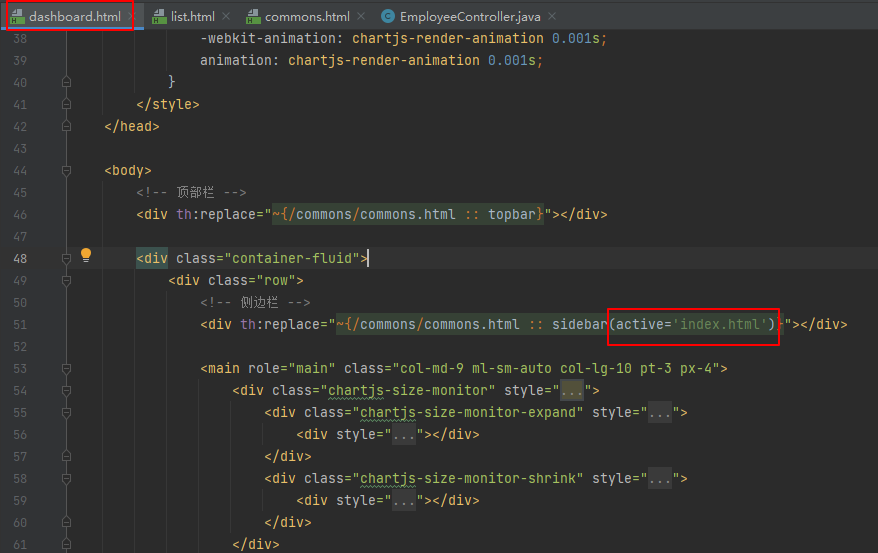 dashboard.html list.html commons.html EmployeeController.java
38 -webkit-animation: chartjs-render-animation 0.001s;
39 animation: chartjs-render-animation 0.001s;
40 }
41 </style>
42 </head>
43
44 <body>
45 <!-- 顶部栏 -->
46 <div th:replace="~{/commons/commons.html :: topbar}"></div>
47
48 <div class="container-fluid">
49 <div class="row">
50 <!-- 侧边栏 -->
51 <div th:replace="~{/commons/commons.html :: sidebar(active='index.html')}"></div>
52
53 <main role="main" class="col-md-9 ml-sm-auto col-lg-10 pt-3 px-4">
54 <div class="chartjs-size-monitor" style="...">
55 <div class="chartjs-size-monitor-expand" style="...">
56 <div style="..."></div>
57 </div>
58 <div class="chartjs-size-monitor-shrink" style="...">
59 <div style="..."></div>
60 </div>
61 </div>